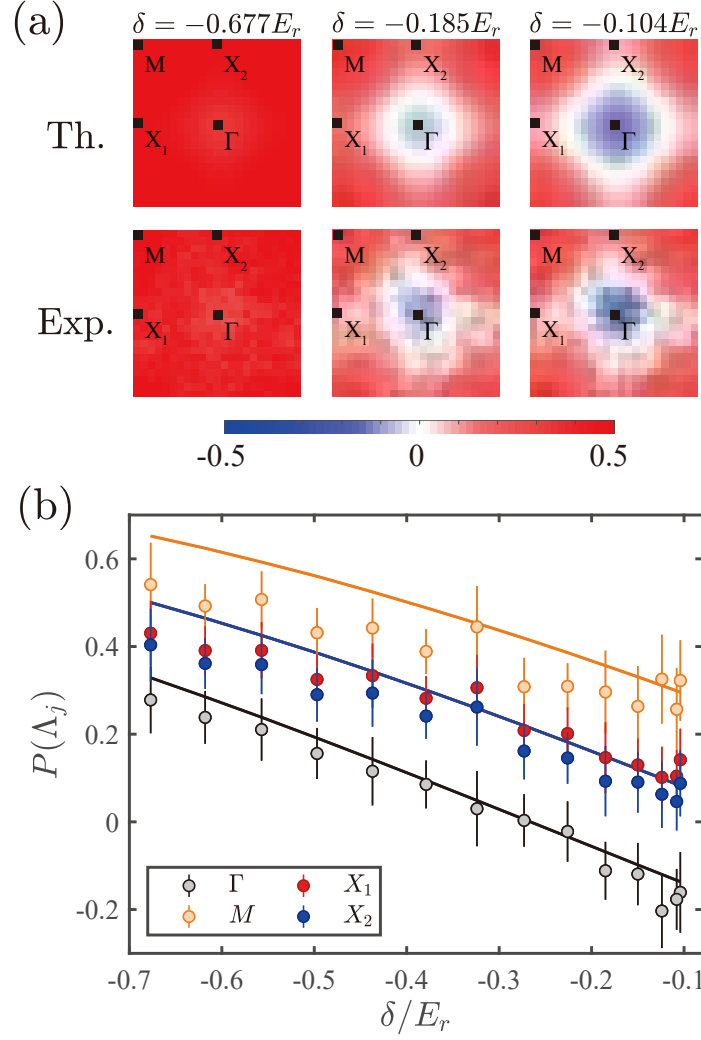 (a) δ = −0.677E_r δ = −0.185E_r δ = −0.104E_r
Th.
M X₂ M X₂ M X₂
X₁ Γ X₁ Γ X₁ Γ
Exp.
M X₂ M X₂ M X₂
X₁ Γ X₁ Γ X₁ Γ
-0.5 0 0.5
(b)
P(Λ_j)
0.6
0.4
0.2
0
-0.2
Γ X₁
M X₂
-0.7 -0.6 -0.5 -0.4 -0.3 -0.2 -0.1
δ/E_r